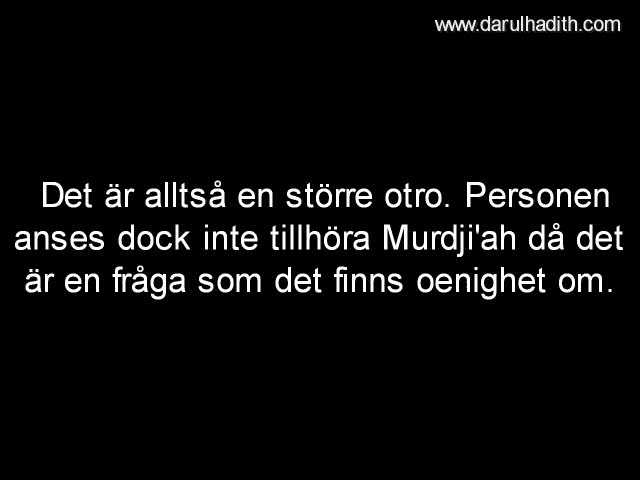 www.darulhadith.com
Det är alltså en större otro. Personen
anses dock inte tillhöra Murdji'ah då det
är en fråga som det finns oenighet om.